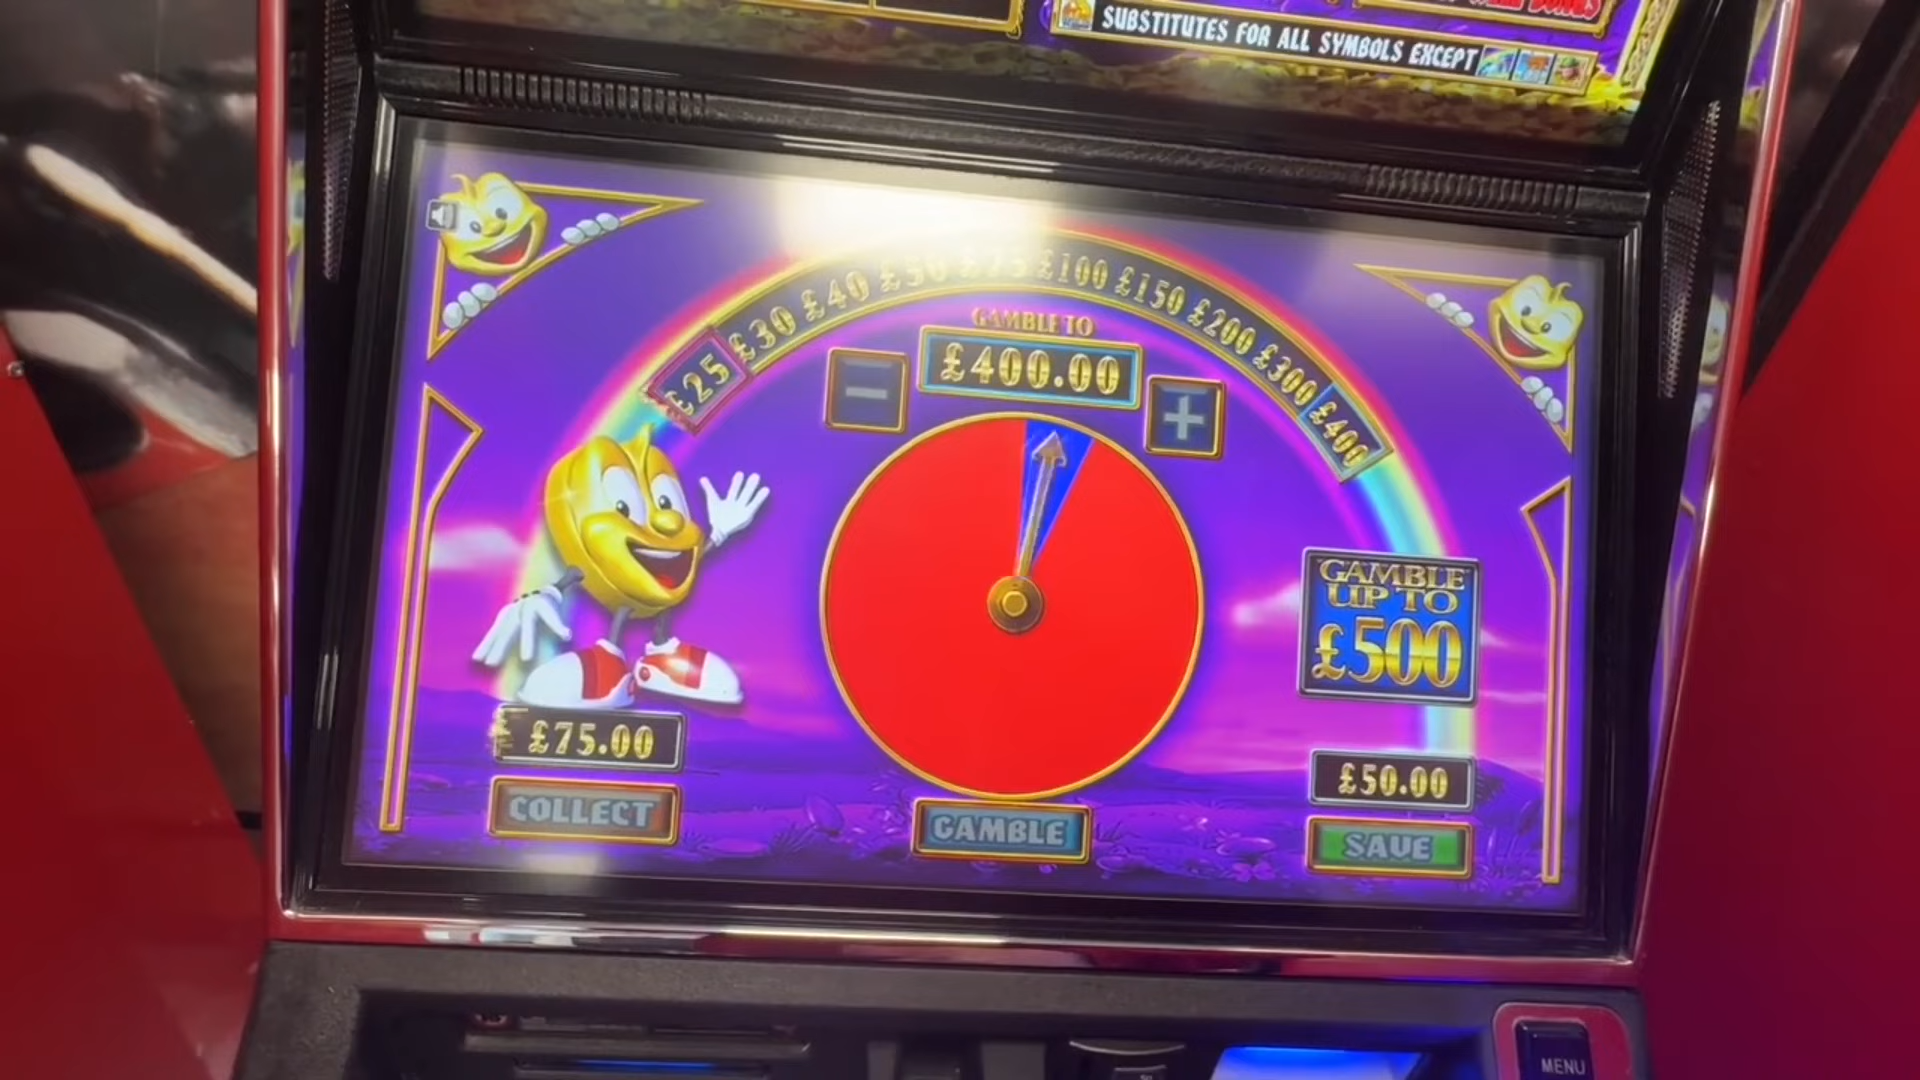 SUBSTITUTES FOR ALL SYMBOLS EXCEPT
£25 £30 £40 £50 £75 £100 £150 £200 £300 £400
GAMBLE TO
£400.00
−
+
GAMBLE
UP TO
£500
£75.00
£50.00
COLLECT
GAMBLE
SAVE
MENU